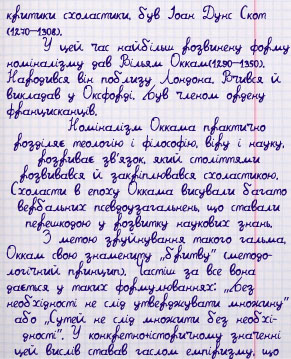 критики схоластики, був Іоан Дунс Скот
(1270-1308).
У цей час найбільш розвинену форму
номіналізму дав Вільям Оккам(1290-1350).
Народився він поблизу Лондона. Вчився й
викладав у Оксфорді. Був членом ордену
францисканців.
Номіналізм Оккама практично
розділяє теологію і філософію, віру і науку,
розриває зв'язок, який століттями
розвивався й закріплювався схоластикою.
Схоласти в епоху Оккама висували багато
вербальних псевдоузагальнень, що ставали
перешкодою у розвитку наукових знань.
З метою зруйнування такого гальма,
Оккам свою знамениту „бритву" (методо-
логічний принцип). Частіш за все вона
дається у таких формулюваннях: „Без
необхідності не слід утверджувати множину"
або „Сутей не слід множити без необхі-
дності". У конкретноісторичному значенні
цей вислів ставав гаслом емпіризму, що